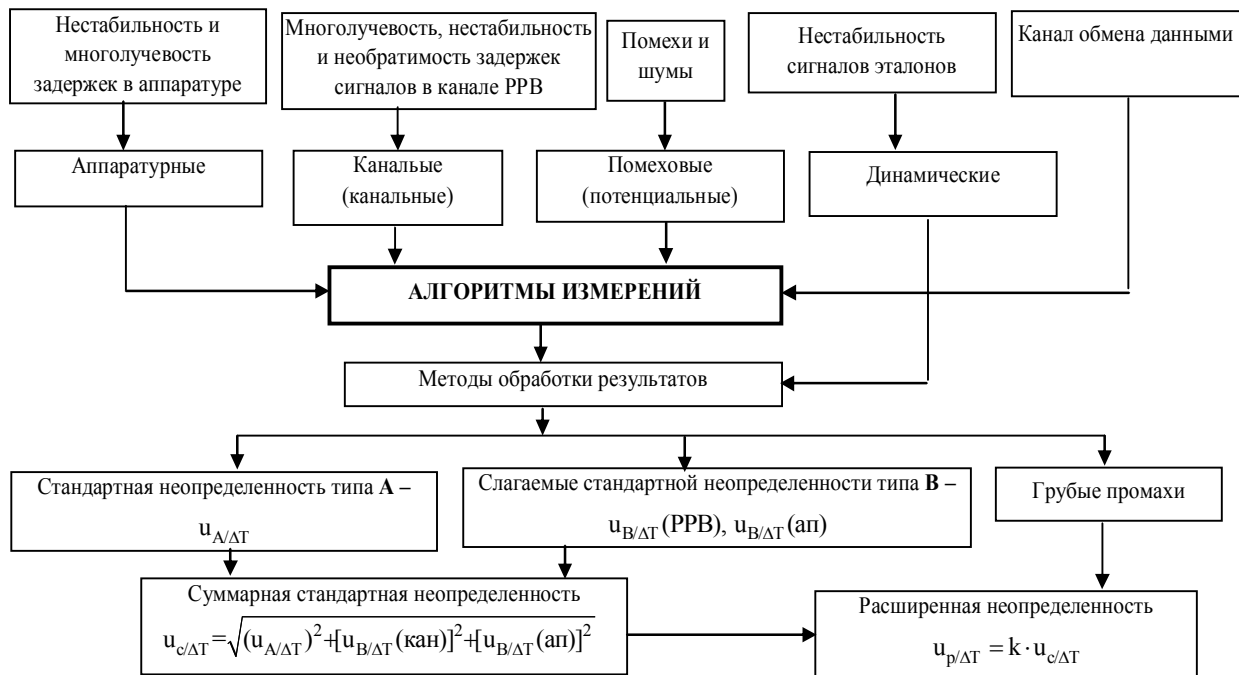 Нестабильность и
многолучевость
задержек в аппаратуре
Многолучевость, нестабильность
и необратимость задержек
сигналов в канале РРВ
Помехи и
шумы
Нестабильность
сигналов эталонов
Канал обмена данными
Аппаратурные
Канальые
(канальные)
Помеховые
(потенциальные)
Динамические
АЛГОРИТМЫ ИЗМЕРЕНИЙ
Методы обработки результатов
Стандартная неопределенность типа А –
u_{A/ΔT}
Слагаемые стандартной неопределенности типа В –
u_{B/ΔT}(РРВ), u_{B/ΔT}(ап)
Грубые промахи
Суммарная стандартная неопределенность
u_{c/ΔT}=√((u_{A/ΔT})²+[u_{B/ΔT}(кан)]²+[u_{B/ΔT}(ап)]²)
Расширенная неопределенность
u_{p/ΔT} = k · u_{c/ΔT}